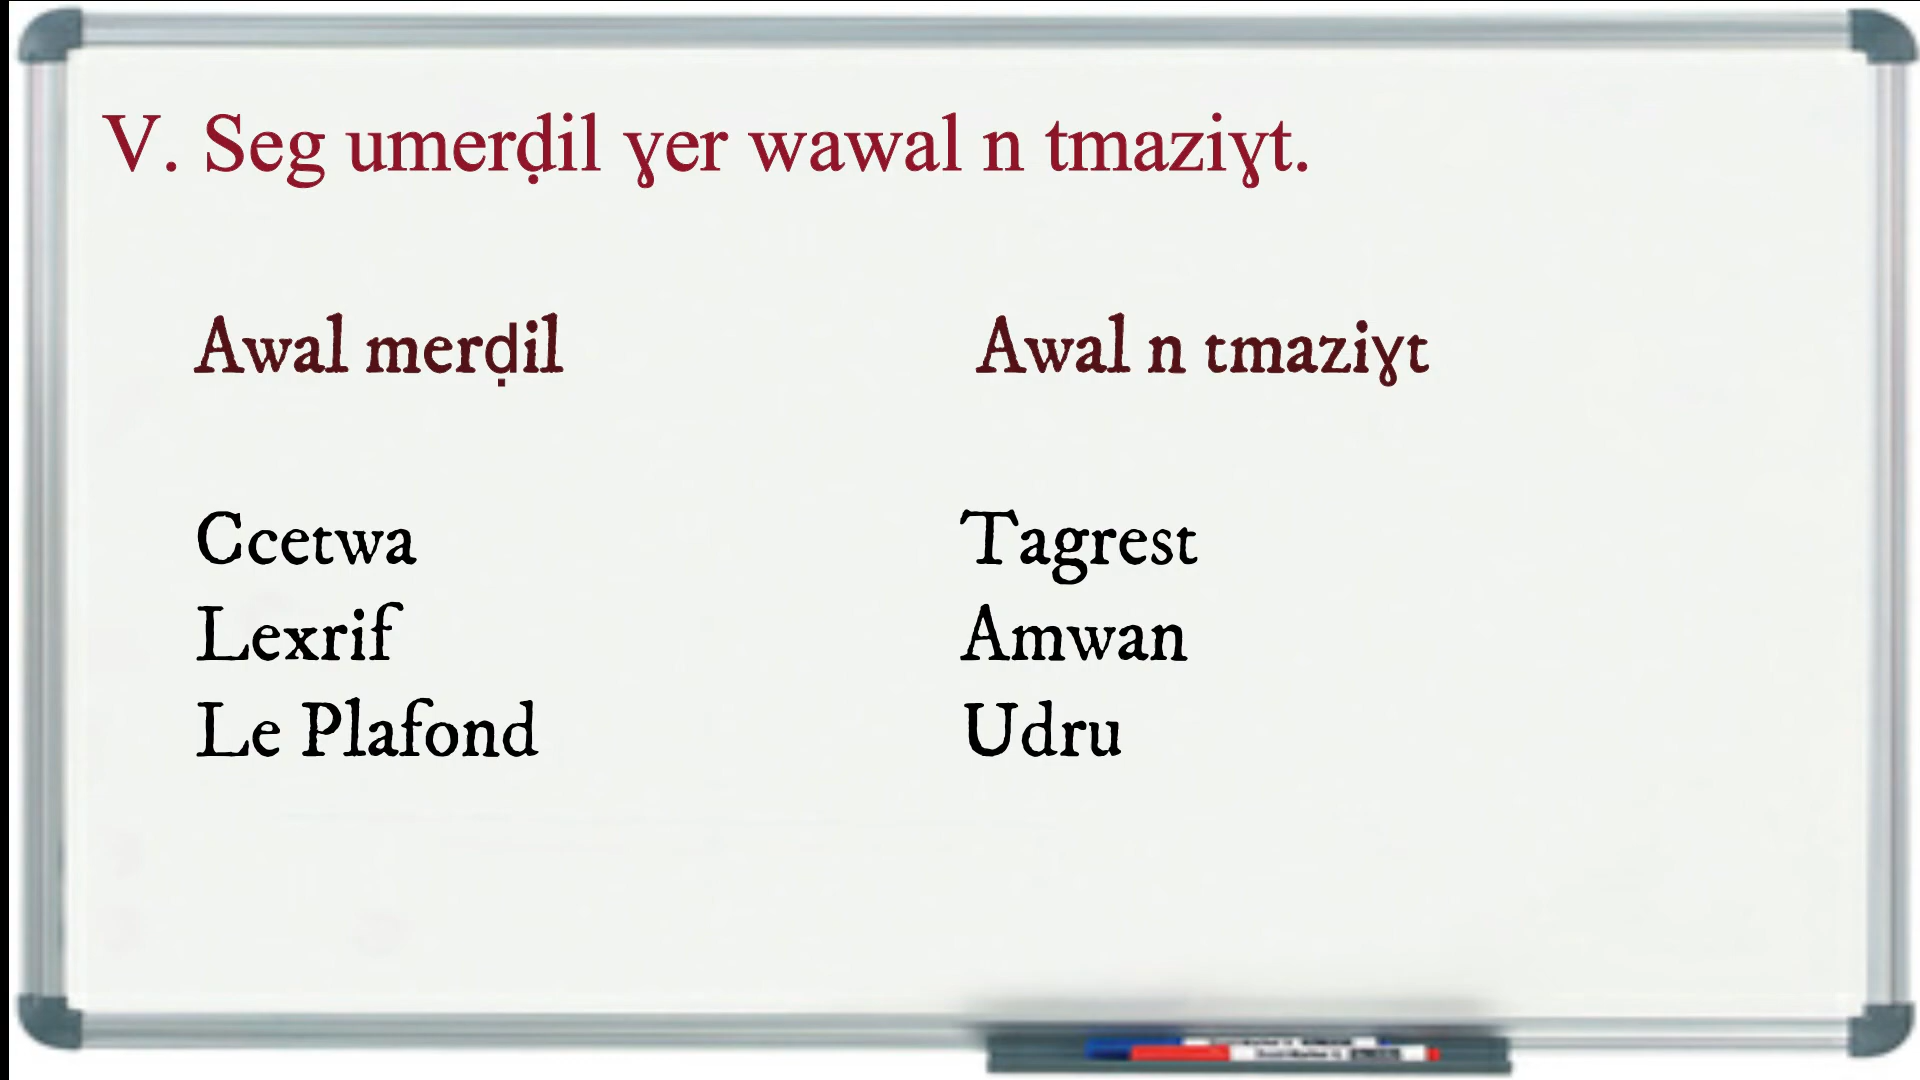 V. Seg umerḍil ɣer wawal n tmaziɣt.
Awal merḍil Awal n tmaziɣt
Ccetwa Tagrest
Lexrif Amwan
Le Plafond Udru